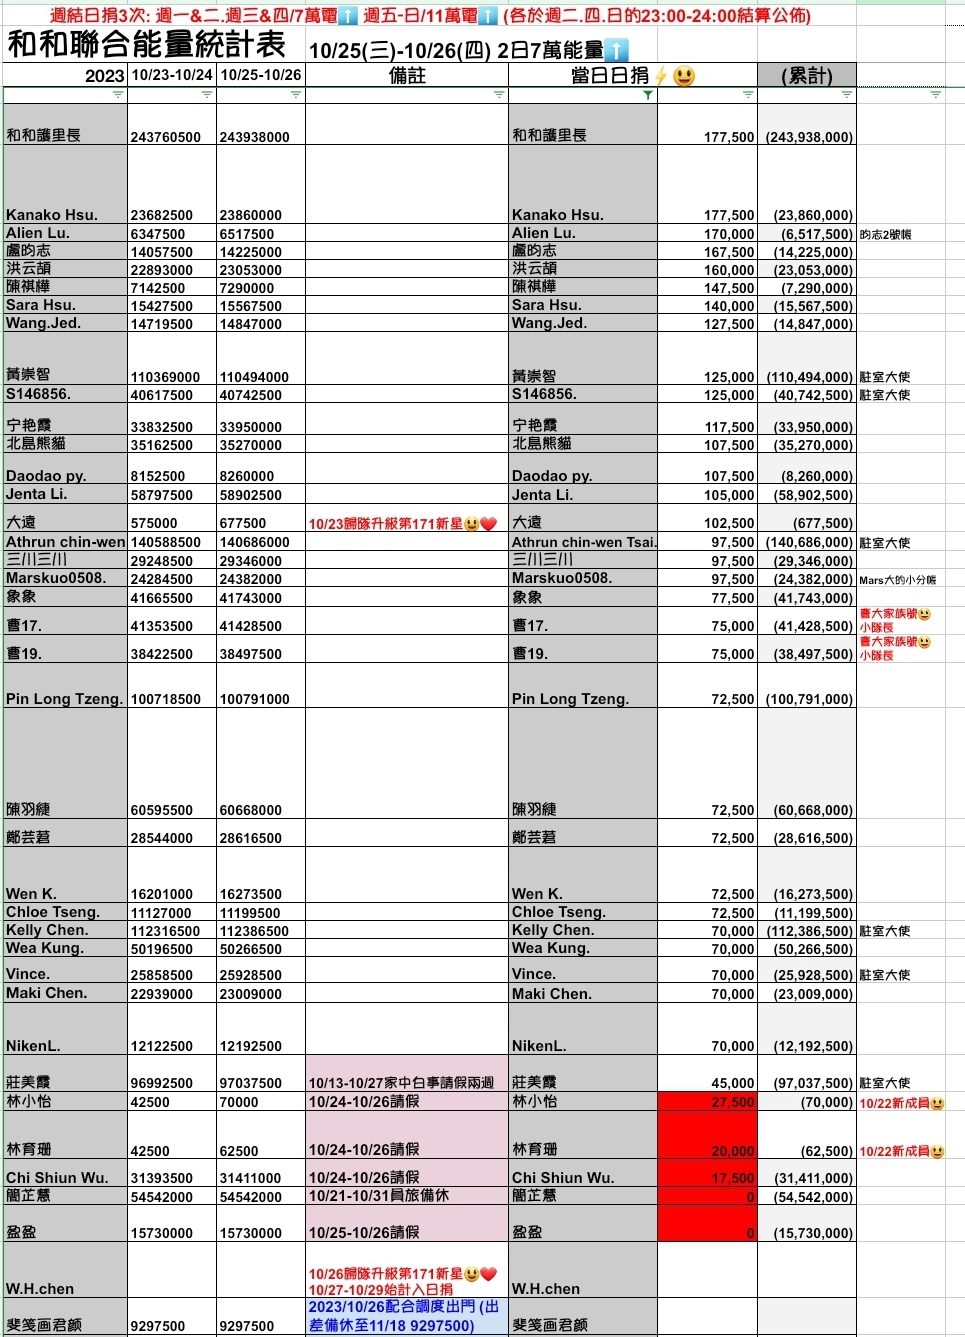 週結日捐3次: 週一&二.週三&四/7萬電⬆️ 週五-日/11萬電⬆️ (各於週二.四.日的23:00-24:00結算公佈)
和和聯合能量統計表 10/25(三)-10/26(四) 2日7萬能量⬆️
2023 10/23-10/24 10/25-10/26 備註 當日日捐⚡😃 (累計)
和和護里長 243760500 243938000 和和護里長 177,500 (243,938,000)
Kanako Hsu. 23682500 23860000 Kanako Hsu. 177,500 (23,860,000)
Alien Lu. 6347500 6517500 Alien Lu. 170,000 (6,517,500) 昀志2號帳
盧昀志 14057500 14225000 盧昀志 167,500 (14,225,000)
洪云頡 22893000 23053000 洪云頡 160,000 (23,053,000)
陳祺樺 7142500 7290000 陳祺樺 147,500 (7,290,000)
Sara Hsu. 15427500 15567500 Sara Hsu. 140,000 (15,567,500)
Wang.Jed. 14719500 14847000 Wang.Jed. 127,500 (14,847,000)
黃崇智 110369000 110494000 黃崇智 125,000 (110,494,000) 駐室大使
S146856. 40617500 40742500 S146856. 125,000 (40,742,500) 駐室大使
宁艳霞 33832500 33950000 宁艳霞 117,500 (33,950,000)
北島熊貓 35162500 35270000 北島熊貓 107,500 (35,270,000)
Daodao py. 8152500 8260000 Daodao py. 107,500 (8,260,000)
Jenta Li. 58797500 58902500 Jenta Li. 105,000 (58,902,500)
大遠 575000 677500 10/23歸隊升級第171新星😃❤️ 大遠 102,500 (677,500)
Athrun chin-wen 140588500 140686000 Athrun chin-wen Tsai. 97,500 (140,686,000) 駐室大使
三川三川 29248500 29346000 三川三川 97,500 (29,346,000)
Marskuo0508. 24284500 24382000 Marskuo0508. 97,500 (24,382,000) Mars大的小分帳
象象 41665500 41743000 象象 77,500 (41,743,000)
曹17. 41353500 41428500 曹17. 75,000 (41,428,500) 曹大家族號😃
小隊長
曹19. 38422500 38497500 曹19. 75,000 (38,497,500) 曹大家族號😃
小隊長
Pin Long Tzeng. 100718500 100791000 Pin Long Tzeng. 72,500 (100,791,000)
陳羽緁 60595500 60668000 陳羽緁 72,500 (60,668,000)
鄭芸莙 28544000 28616500 鄭芸莙 72,500 (28,616,500)
Wen K. 16201000 16273500 Wen K. 72,500 (16,273,500)
Chloe Tseng. 11127000 11199500 Chloe Tseng. 72,500 (11,199,500)
Kelly Chen. 112316500 112386500 Kelly Chen. 70,000 (112,386,500) 駐室大使
Wea Kung. 50196500 50266500 Wea Kung. 70,000 (50,266,500)
Vince. 25858500 25928500 Vince. 70,000 (25,928,500) 駐室大使
Maki Chen. 22939000 23009000 Maki Chen. 70,000 (23,009,000)
NikenL. 12122500 12192500 NikenL. 70,000 (12,192,500)
莊美霞 96992500 97037500 10/13-10/27家中白事請假兩週 莊美霞 45,000 (97,037,500) 駐室大使
林小怡 42500 70000 10/24-10/26請假 林小怡 27,500 (70,000) 10/22新成員😃
林育珊 42500 62500 10/24-10/26請假 林育珊 20,000 (62,500) 10/22新成員😃
Chi Shiun Wu. 31393500 31411000 10/24-10/26請假 Chi Shiun Wu. 17,500 (31,411,000)
簡芷慧 54542000 54542000 10/21-10/31員旅備休 簡芷慧 0 (54,542,000)
盈盈 15730000 15730000 10/25-10/26請假 盈盈 0 (15,730,000)
10/26歸隊升級第171新星😃❤️
W.H.chen 10/27-10/29始計入日捐 W.H.chen
2023/10/26配合調度出門 (出
斐箋画君颜 9297500 9297500 差備休至11/18 9297500) 斐箋画君颜